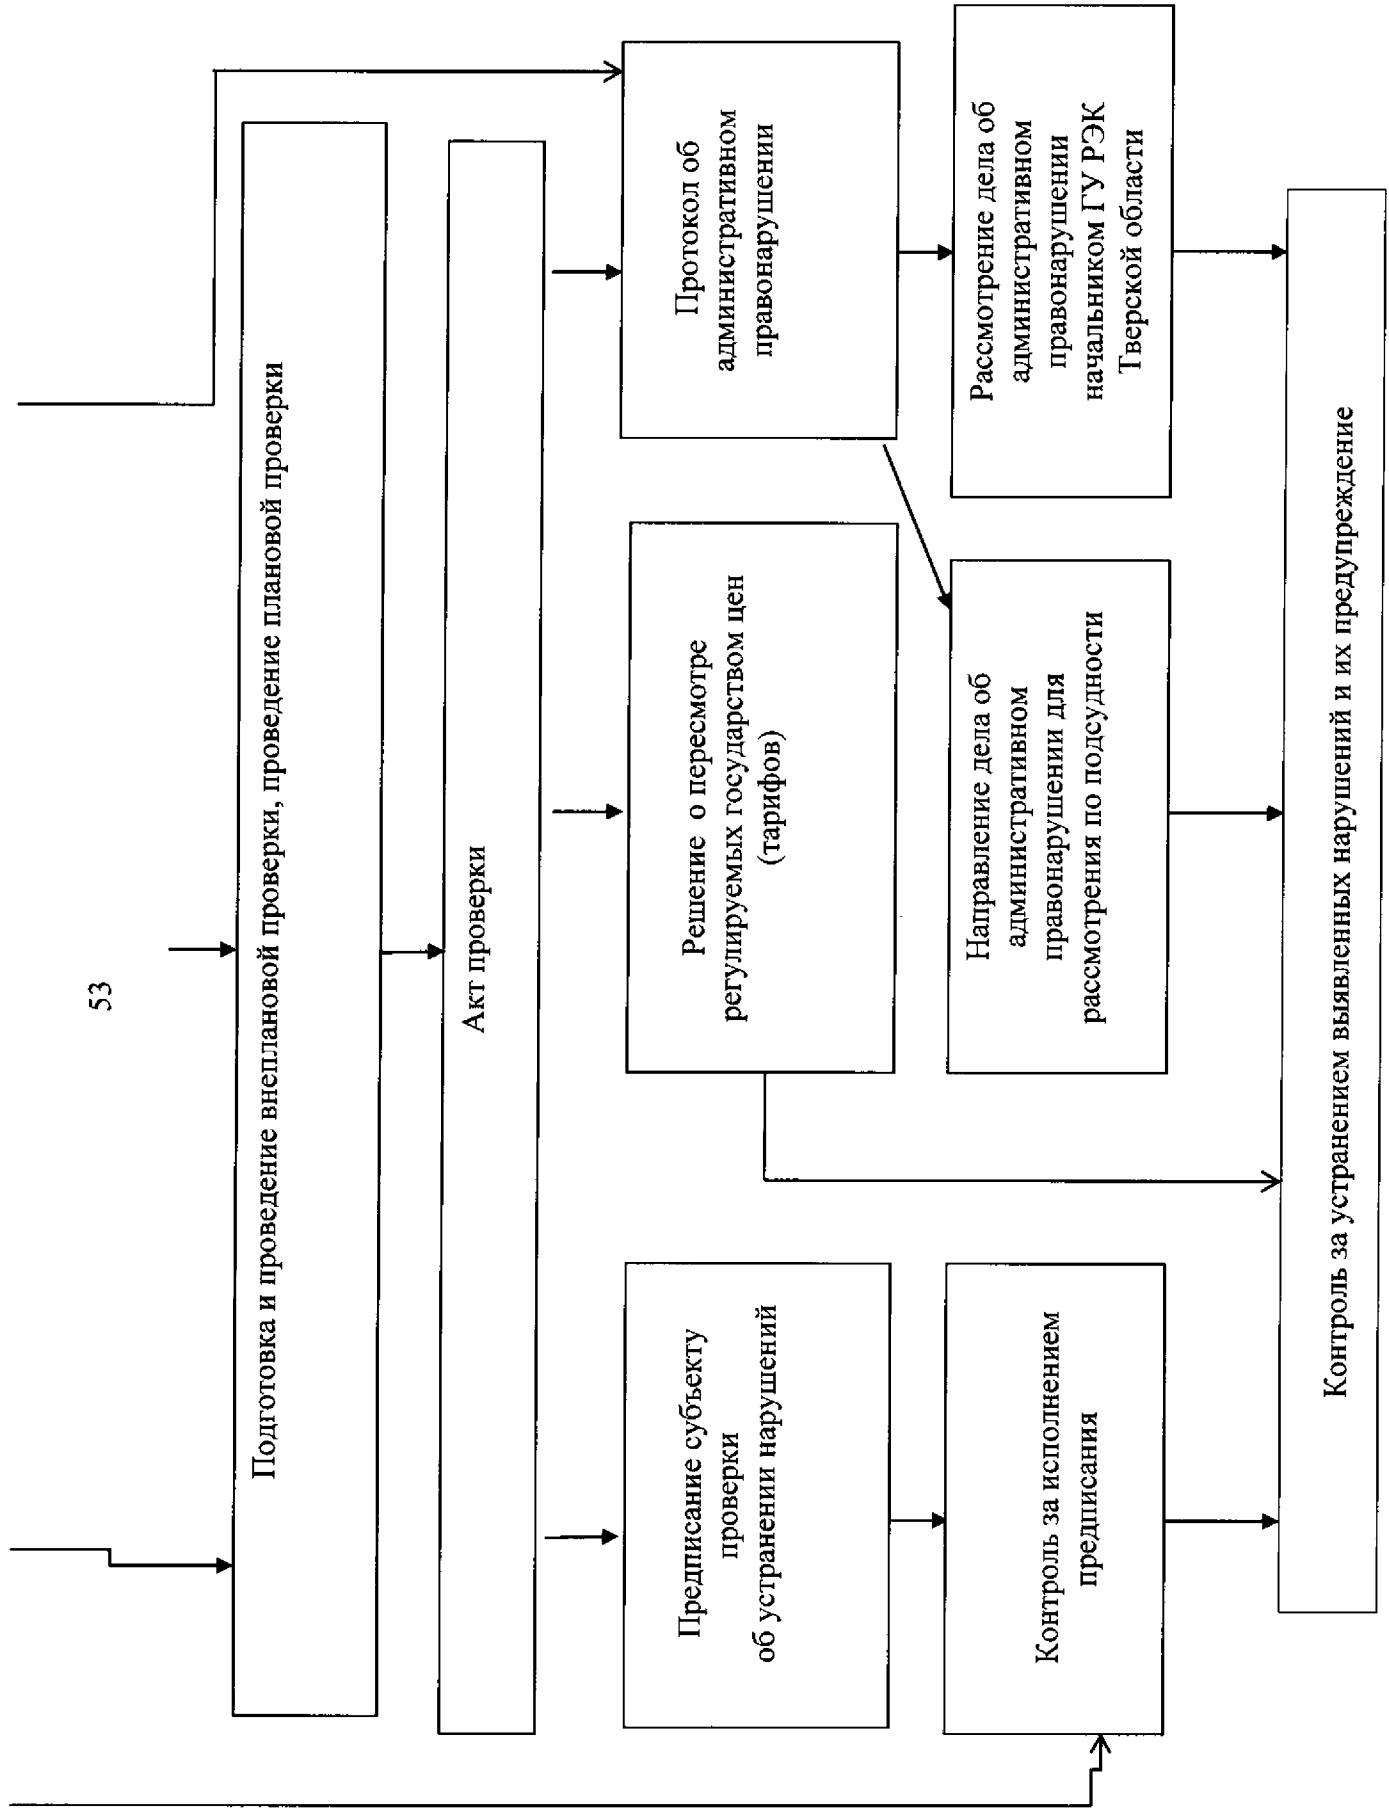 53
Подготовка и проведение внеплановой проверки, проведение плановой проверки
Акт проверки
Предписание субъекту
проверки
об устранении нарушений
Решение о пересмотре
регулируемых государством цен
(тарифов)
Протокол об
административном
правонарушении
Контроль за исполнением
предписания
Направление дела об
административном
правонарушении для
рассмотрения по подсудности
Рассмотрение дела об
административном
правонарушении
начальником ГУ РЭК
Тверской области
Контроль за устранением выявленных нарушений и их предупреждение